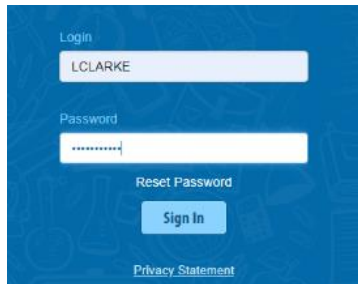 Login
LCLARKE
Password
•••••••••••
Reset Password
Sign In
Privacy Statement